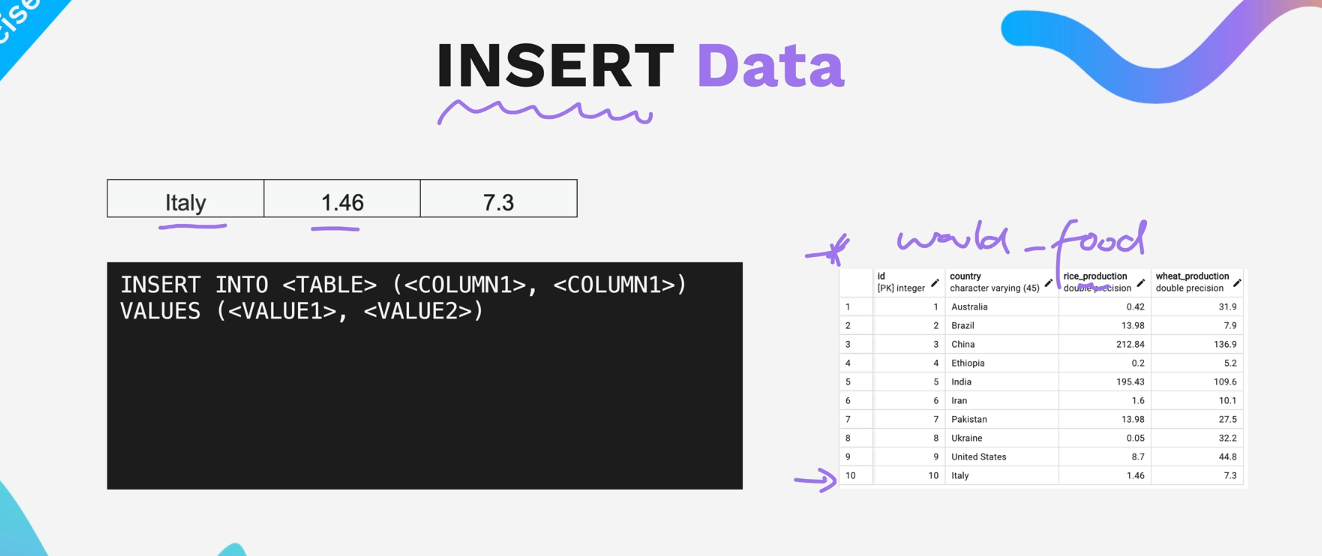 cise
INSERT Data
Italy 1.46 7.3
INSERT INTO <TABLE> (<COLUMN1>, <COLUMN1>)
VALUES (<VALUE1>, <VALUE2>)
world_food
id country rice_production wheat_production
[PK] integer character varying (45) double precision double precision
1 1 Australia 0.42 31.9
2 2 Brazil 13.98 7.9
3 3 China 212.84 136.9
4 4 Ethiopia 0.2 5.2
5 5 India 195.43 109.6
6 6 Iran 1.6 10.1
7 7 Pakistan 13.98 27.5
8 8 Ukraine 0.05 32.2
9 9 United States 8.7 44.8
10 10 Italy 1.46 7.3